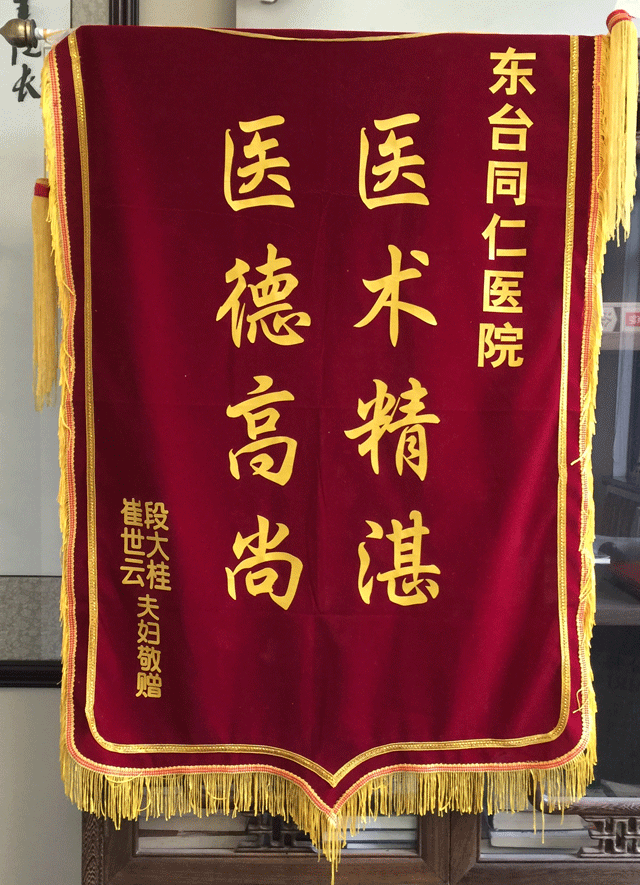 东台同仁医院
医术精湛
医德高尚
段大桂
崔世云
夫妇敬赠